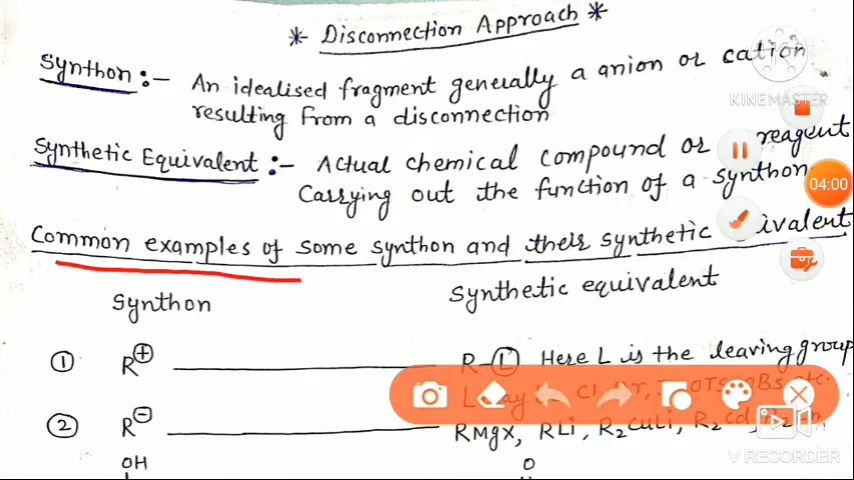 * Disconnection Approach *
Synthon :- An idealised fragment generally a anion or cation
resulting from a disconnection
KINEMASTER
Synthetic Equivalent :- Actual chemical compound or reagent
Carrying out the function of a synthon
04:00
Common examples of some synthon and their synthetic
Synthon Synthetic equivalent
① R⊕ R-Ⓛ Here L is the leaving group
② R⊖ RMgX, RLi, R₂CuLi, R₂Cd
V RECORDER
OH O